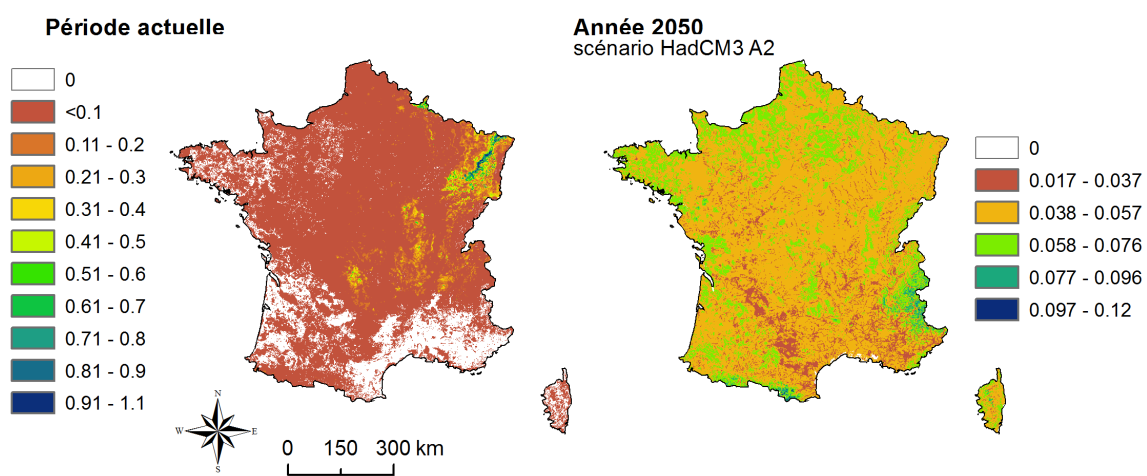 Période actuelle
0
<0.1
0.11 - 0.2
0.21 - 0.3
0.31 - 0.4
0.41 - 0.5
0.51 - 0.6
0.61 - 0.7
0.71 - 0.8
0.81 - 0.9
0.91 - 1.1
N
W
E
S
0 150 300 km
Année 2050
scénario HadCM3 A2
0
0.017 - 0.037
0.038 - 0.057
0.058 - 0.076
0.077 - 0.096
0.097 - 0.12